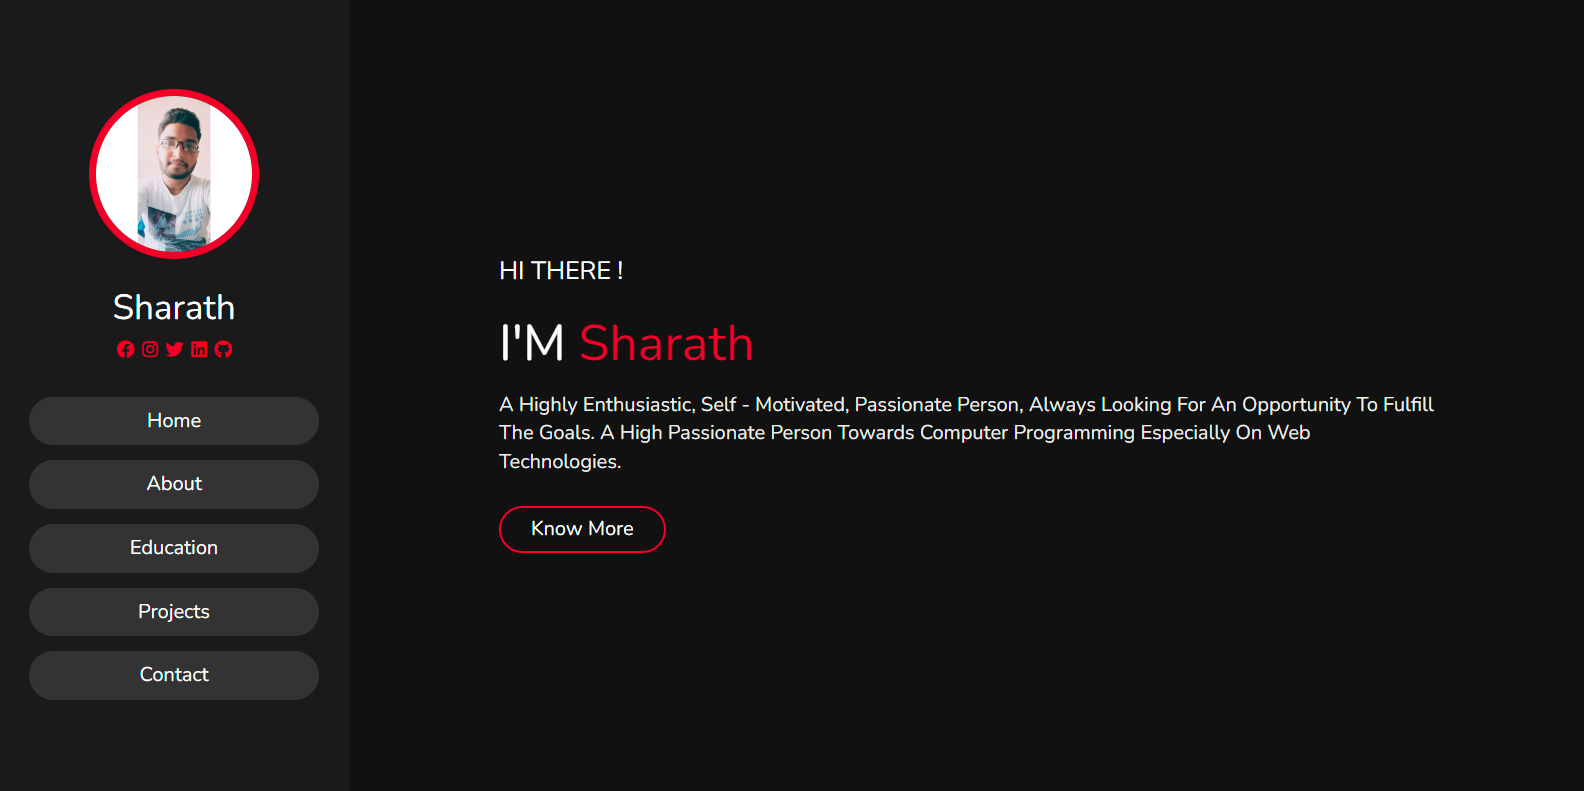 Sharath
Home
About
Education
Projects
Contact
HI THERE !
I'M Sharath
A Highly Enthusiastic, Self - Motivated, Passionate Person, Always Looking For An Opportunity To Fulfill
The Goals. A High Passionate Person Towards Computer Programming Especially On Web
Technologies.
Know More